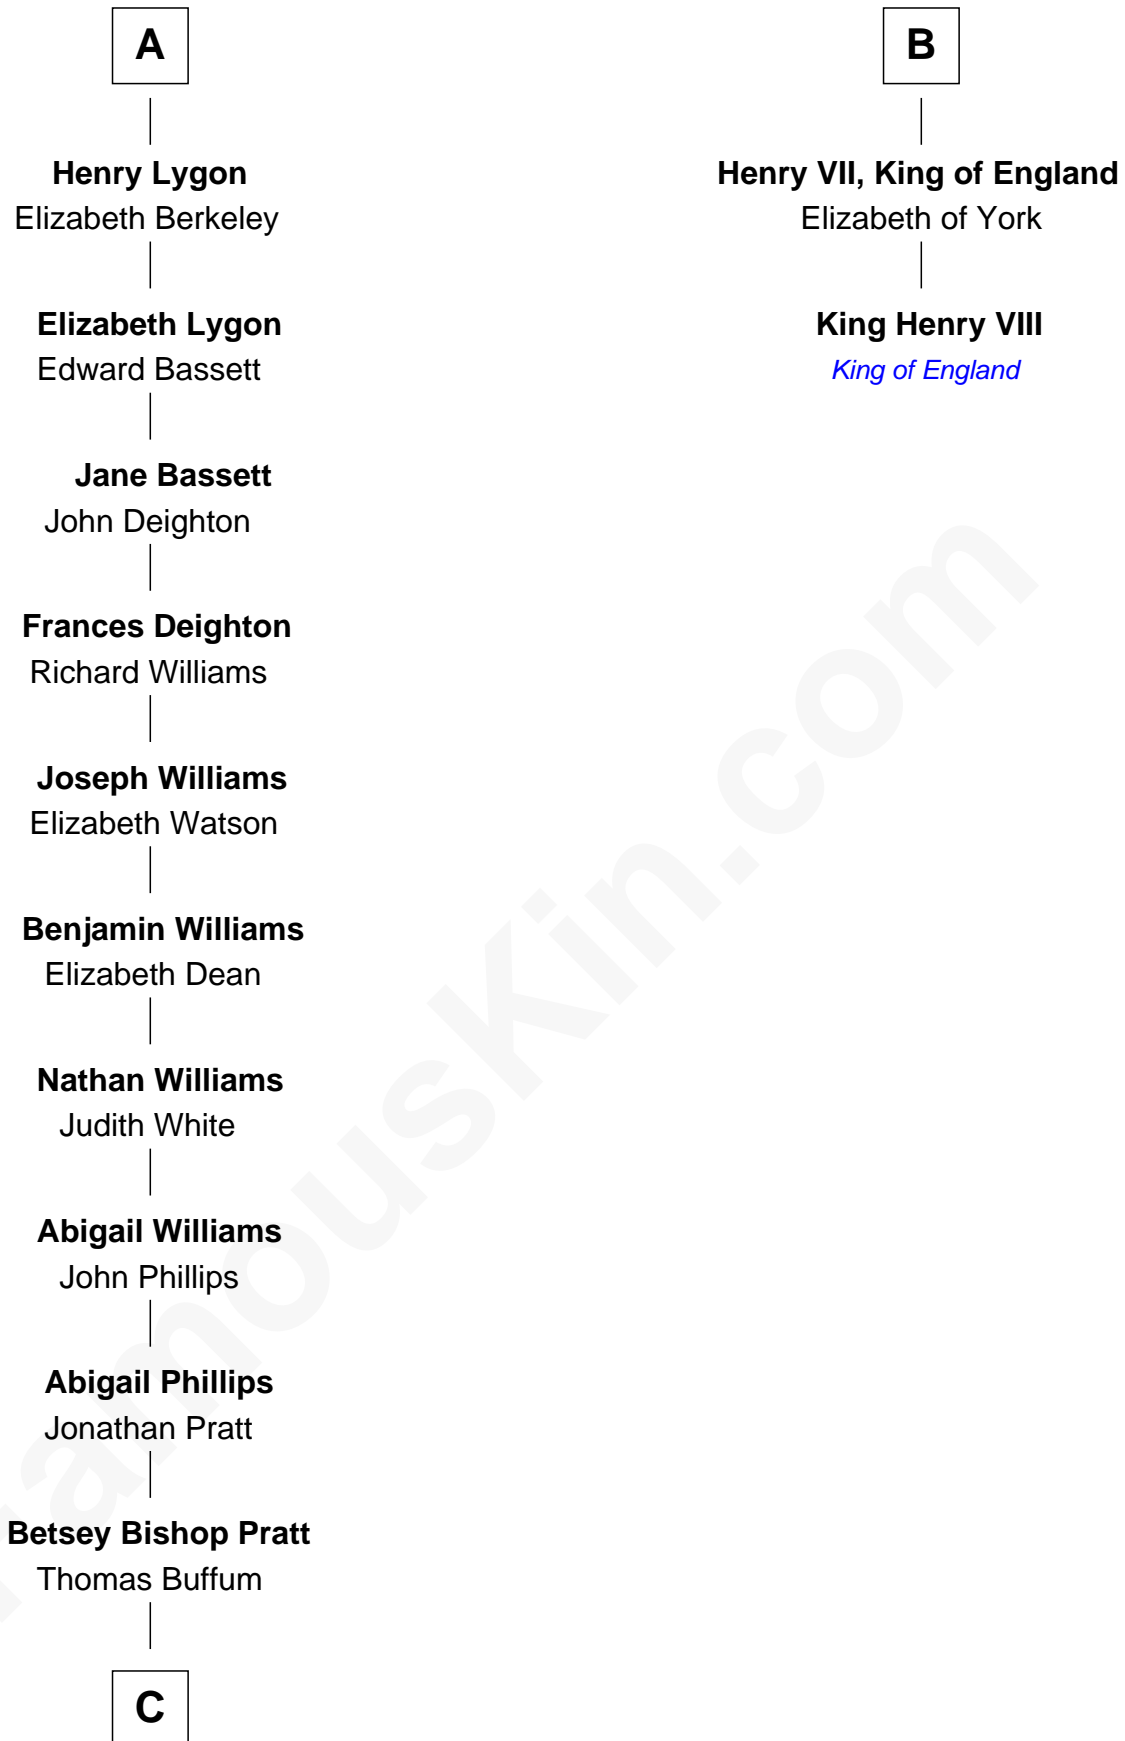 A
Henry Lygon
Elizabeth Berkeley
Elizabeth Lygon
Edward Bassett
Jane Bassett
John Deighton
Frances Deighton
Richard Williams
Joseph Williams
Elizabeth Watson
Benjamin Williams
Elizabeth Dean
Nathan Williams
Judith White
Abigail Williams
John Phillips
Abigail Phillips
Jonathan Pratt
Betsey Bishop Pratt
Thomas Buffum
C
B
Henry VII, King of England
Elizabeth of York
King Henry VIII
King of England
FamousKin.com